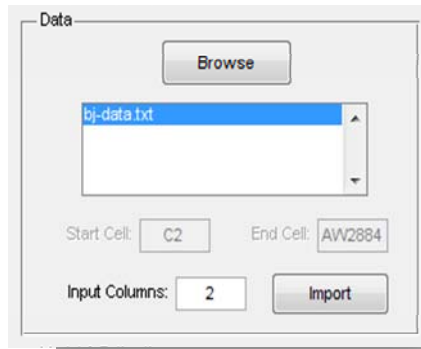 Data
Browse
bj-data.txt
Start Cell: C2 End Cell: AW2884
Input Columns: 2 Import